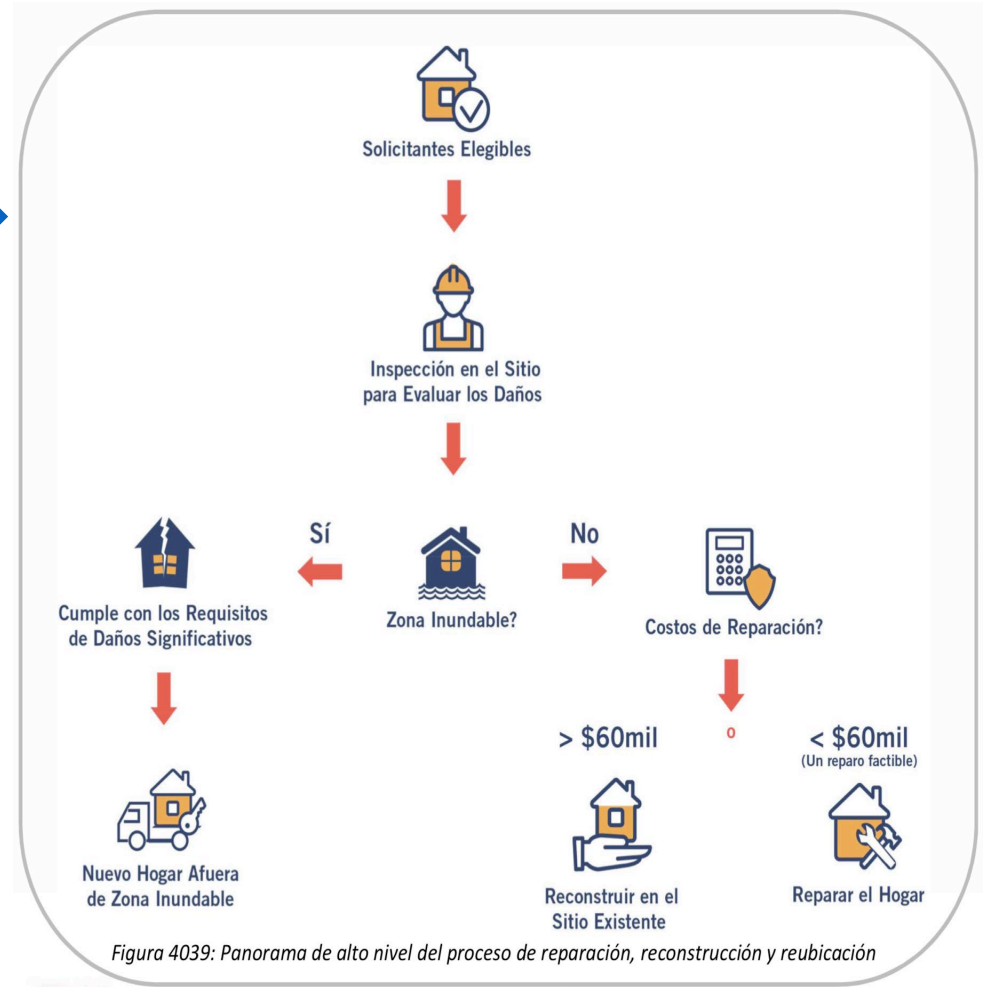 Solicitantes Elegibles
Inspección en el Sitio
para Evaluar los Daños
Sí
No
Cumple con los Requisitos
de Daños Significativos
Zona Inundable?
Costos de Reparación?
> $60mil
o
< $60mil
(Un reparo factible)
Nuevo Hogar Afuera
de Zona Inundable
Reconstruir en el
Sitio Existente
Reparar el Hogar
Figura 4039: Panorama de alto nivel del proceso de reparación, reconstrucción y reubicación